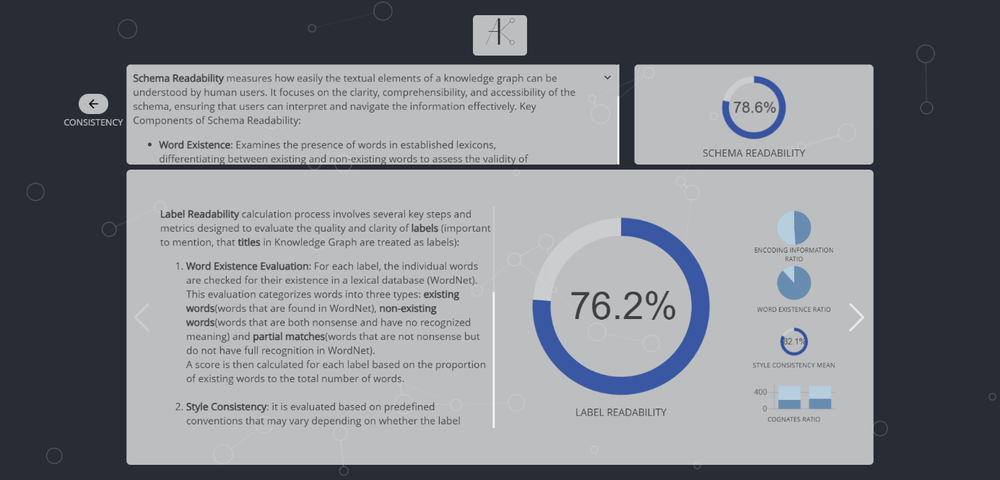 AK
Schema Readability measures how easily the textual elements of a knowledge graph can be
understood by human users. It focuses on the clarity, comprehensibility, and accessibility of the
schema, ensuring that users can interpret and navigate the information effectively. Key
Components of Schema Readability:
• Word Existence: Examines the presence of words in established lexicons,
differentiating between existing and non-existing words to assess the validity of
CONSISTENCY
78.6%
SCHEMA READABILITY
Label Readability calculation process involves several key steps and
metrics designed to evaluate the quality and clarity of labels (important
to mention, that titles in Knowledge Graph are treated as labels):
1. Word Existence Evaluation: For each label, the individual words
are checked for their existence in a lexical database (WordNet).
This evaluation categorizes words into three types: existing
words(words that are found in WordNet), non-existing
words(words that are both nonsense and have no recognized
meaning) and partial matches(words that are not nonsense but
do not have full recognition in WordNet).
A score is then calculated for each label based on the proportion
of existing words to the total number of words.
2. Style Consistency: it is evaluated based on predefined
conventions that may vary depending on whether the label
76.2%
LABEL READABILITY
ENCODING INFORMATION
RATIO
WORD EXISTENCE RATIO
82.1%
STYLE CONSISTENCY MEAN
400
0
COGNATES RATIO